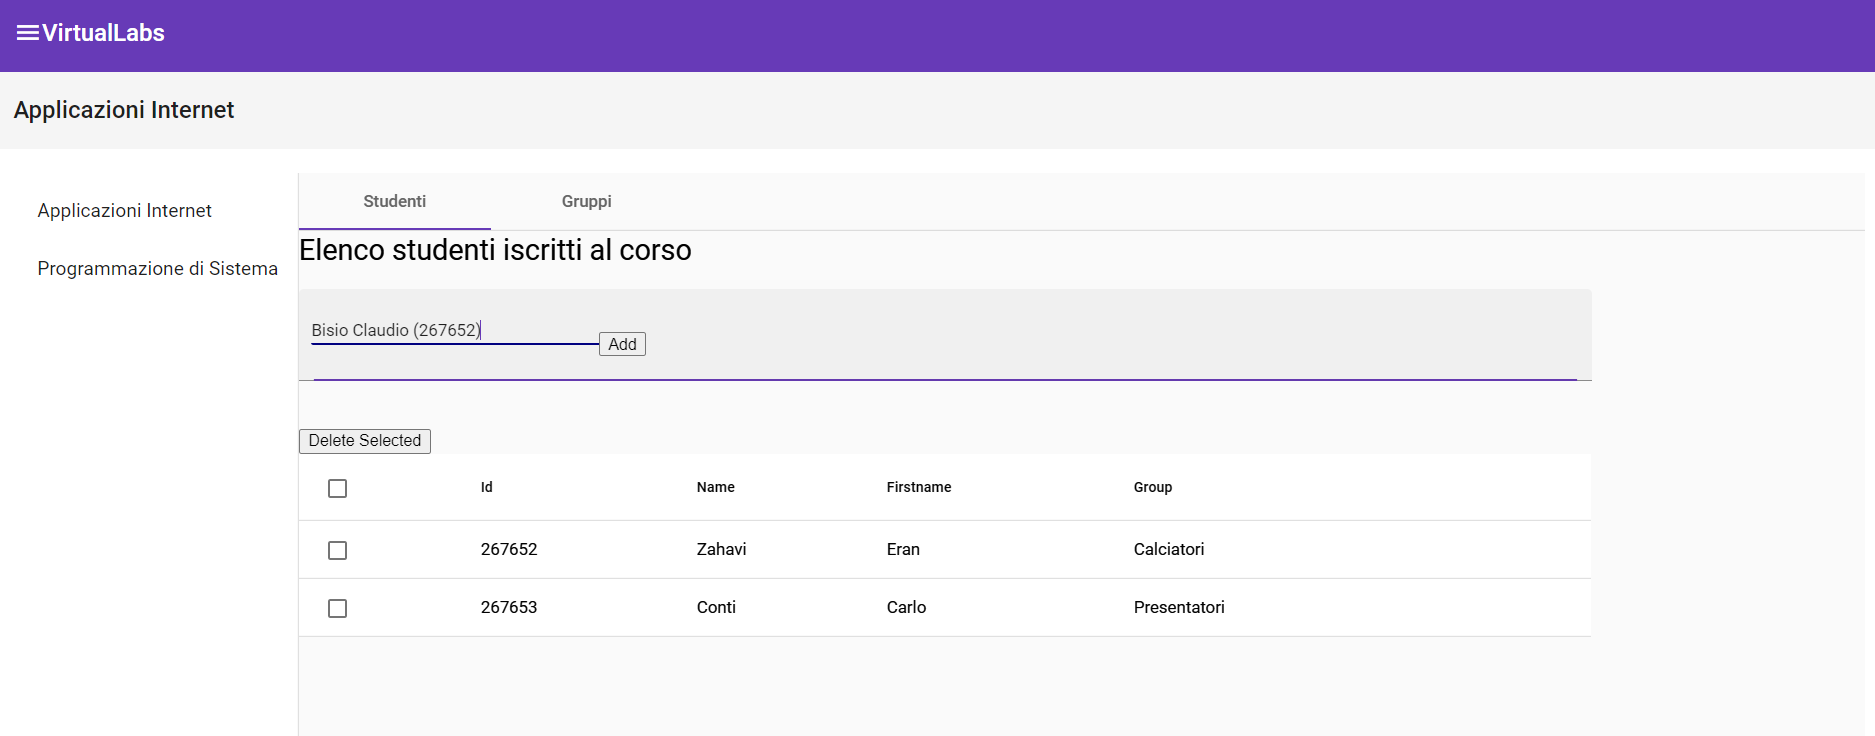 VirtualLabs
Applicazioni Internet
Applicazioni Internet
Programmazione di Sistema
Studenti Gruppi
Elenco studenti iscritti al corso
Bisio Claudio (267652)
Add
Delete Selected
Id Name Firstname Group
267652 Zahavi Eran Calciatori
267653 Conti Carlo Presentatori